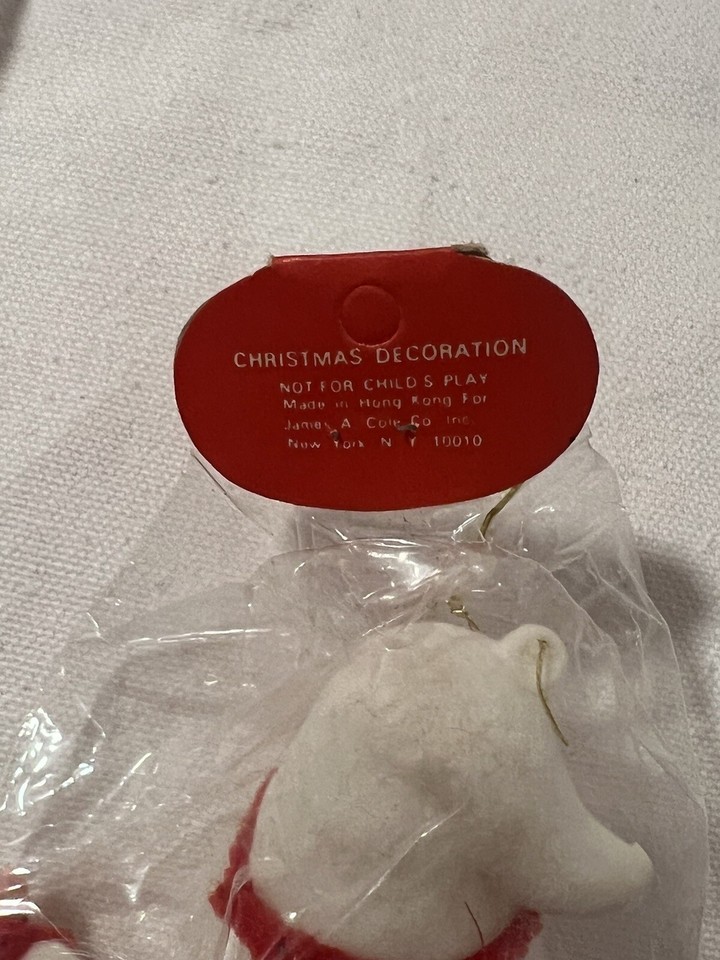 CHRISTMAS DECORATION
NOT FOR CHILD'S PLAY
Made in Hong Kong For
James A. Cole Co. Inc.
New York N Y 10010